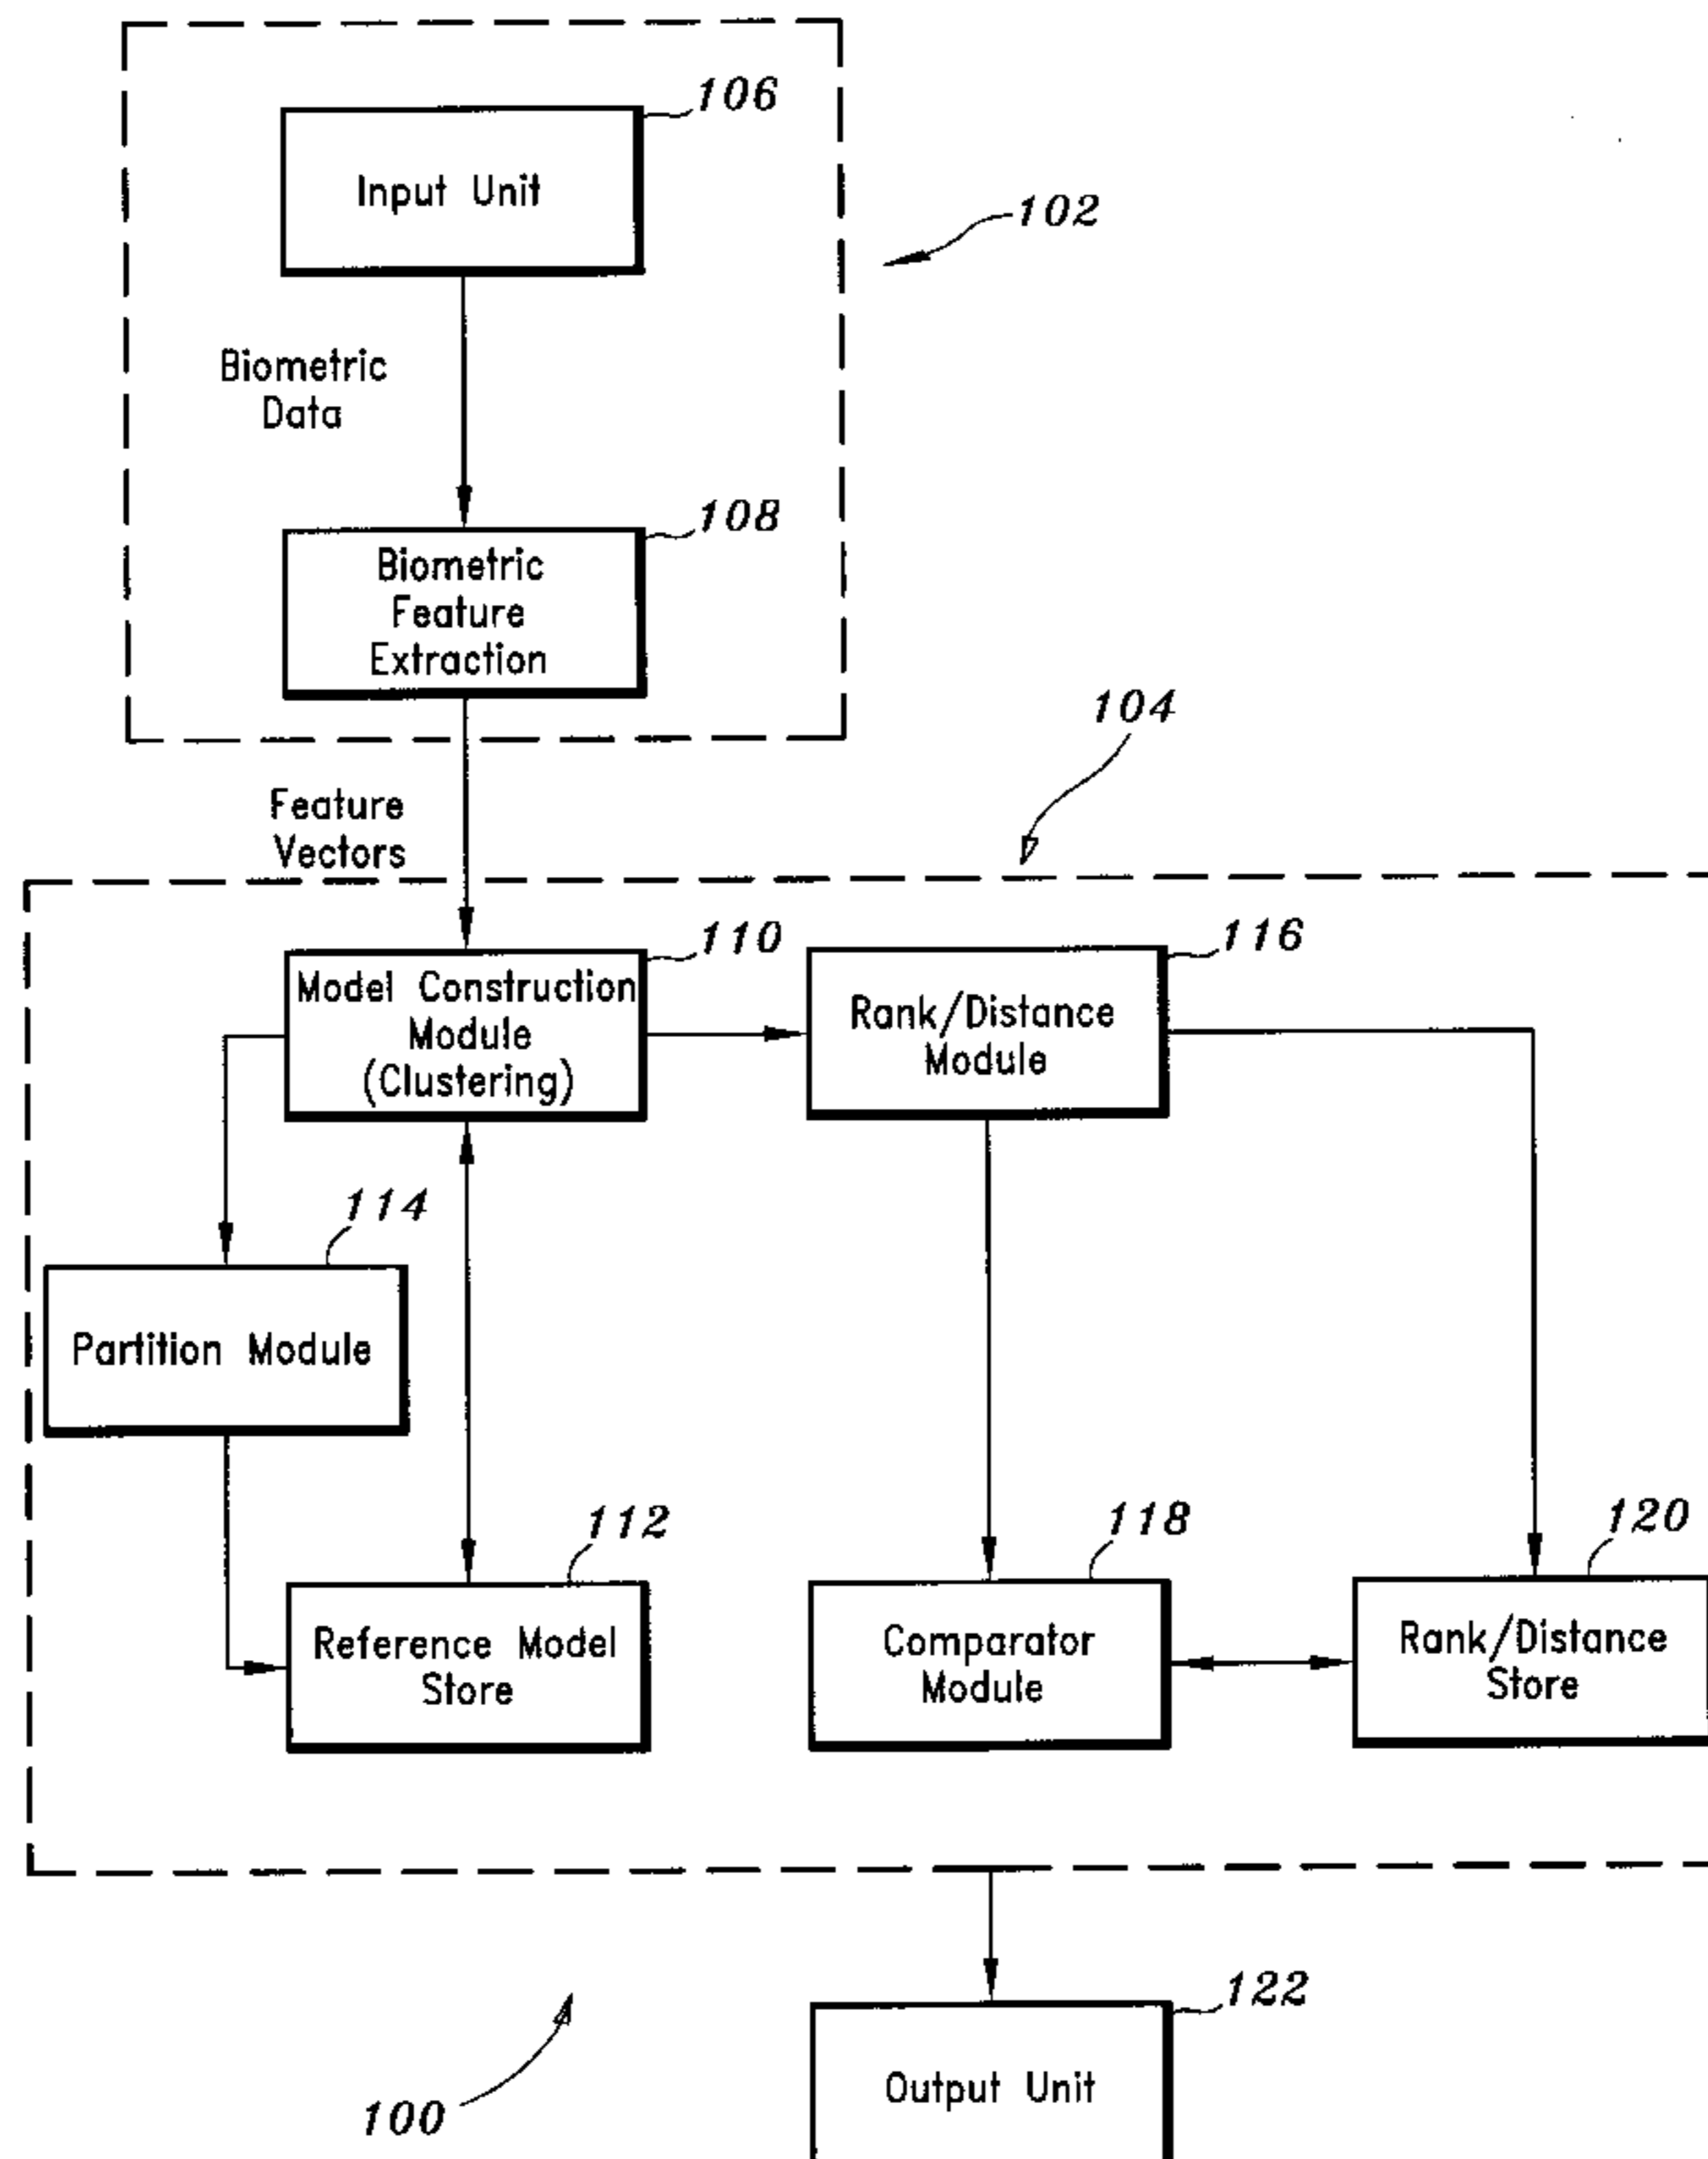 106
Input Unit
102
Biometric
Data
108
Biometric
Feature
Extraction
104
Feature
Vectors
110
Model Construction
Module
(Clustering)
116
Rank/Distance
Module
114
Partition Module
112
Reference Model
Store
118
Comparator
Module
120
Rank/Distance
Store
122
Output Unit
100